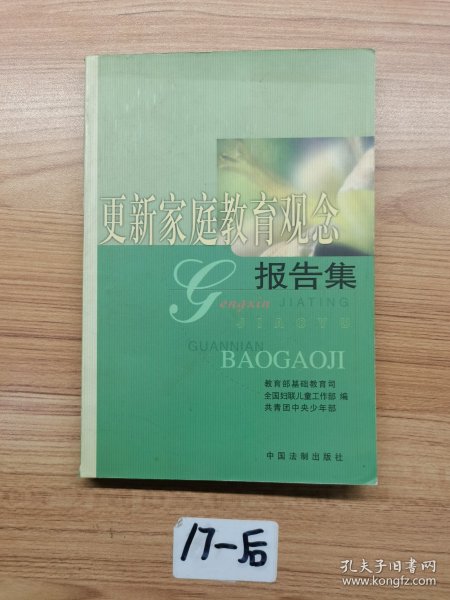 更新家庭教育观念
报告集
Gengxin JIATING
JIAOYU
GUANNIAN
BAOGAOJI
教育部基础教育司
全国妇联儿童工作部 编
共青团中央少年部
中国法制出版社
17-后
孔夫子旧书网
www.kongfz.com